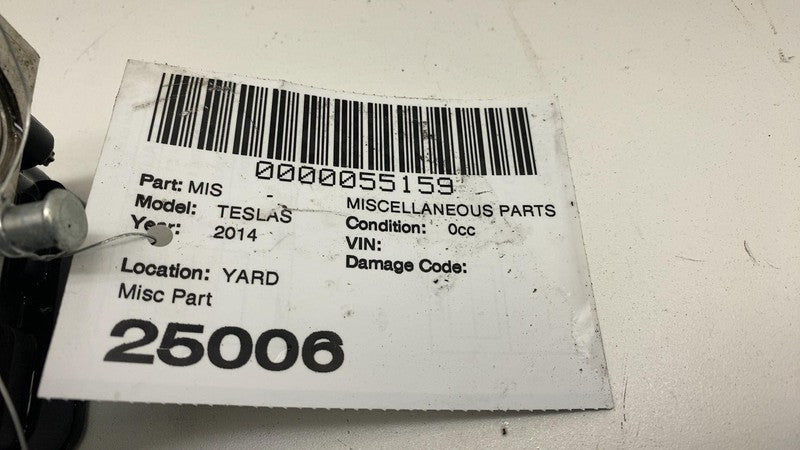 0000055159
Part: MIS MISCELLANEOUS PARTS
Model: TESLAS Condition: 0cc
Year: 2014 VIN:
Location: YARD Damage Code:
Misc Part
25006